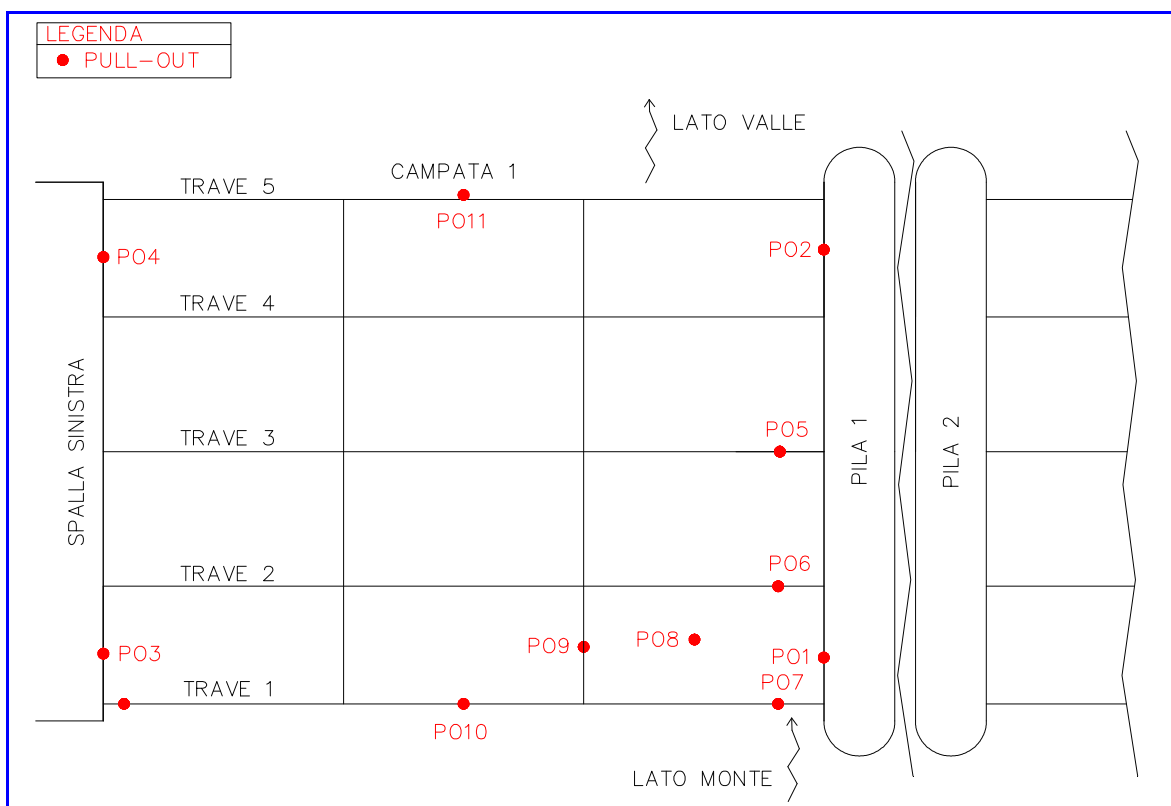 LEGENDA
PULL-OUT
LATO VALLE
CAMPATA 1
TRAVE 5
PO11
PO4
PO2
TRAVE 4
SPALLA SINISTRA
TRAVE 3
PO5
PILA 1
PILA 2
TRAVE 2
PO6
PO3
PO9
PO8
PO1
TRAVE 1
PO7
PO10
LATO MONTE